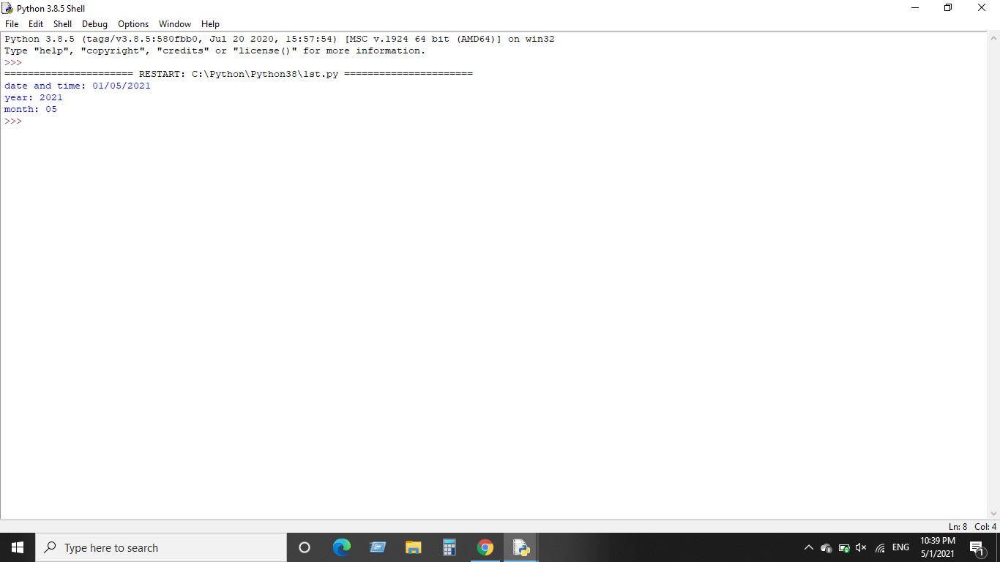 Python 3.8.5 Shell
File Edit Shell Debug Options Window Help
Python 3.8.5 (tags/v3.8.5:580fbb0, Jul 20 2020, 15:57:54) [MSC v.1924 64 bit (AMD64)] on win32
Type "help", "copyright", "credits" or "license()" for more information.
>>>
====================== RESTART: C:\Python\Python38\1st.py ======================
date and time: 01/05/2021
year: 2021
month: 05
>>>
Ln: 8 Col: 4
Type here to search
ENG
10:39 PM
5/1/2021
1